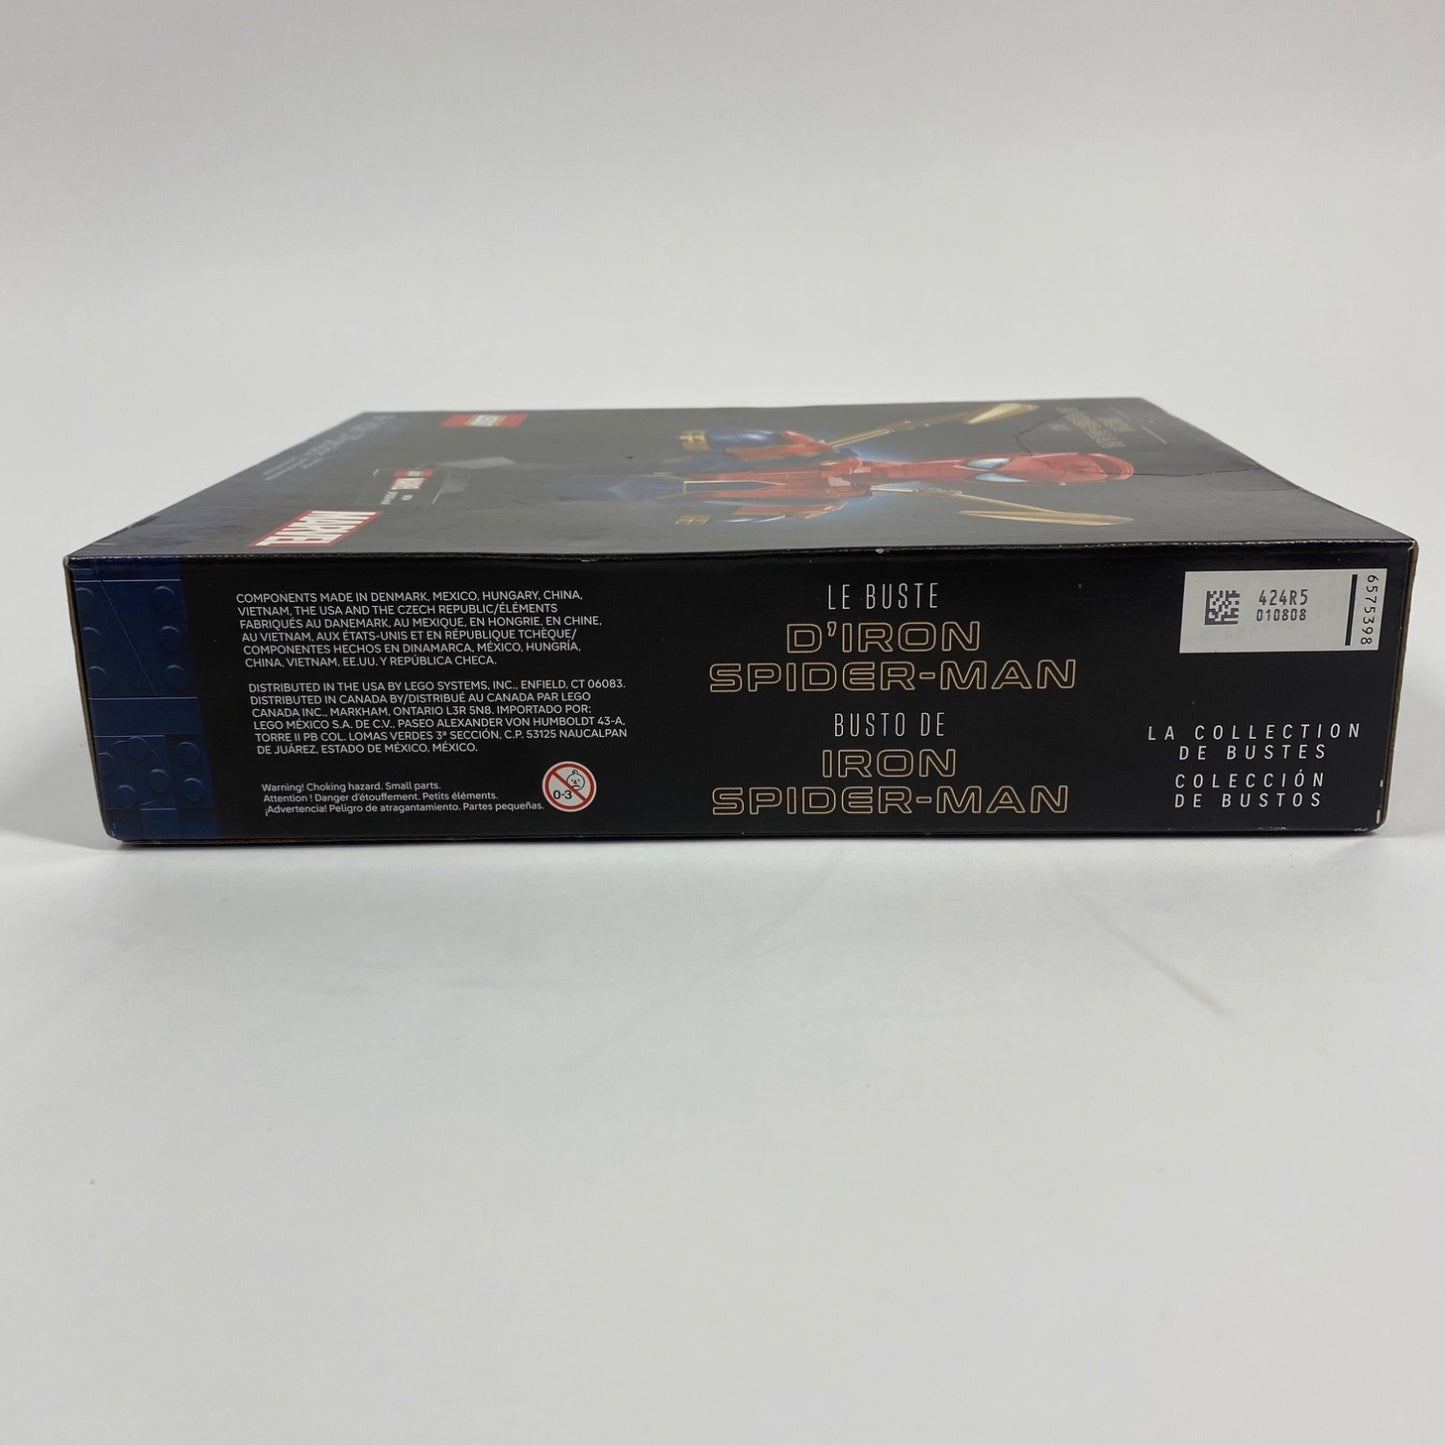 LEGO
MARVEL
COMPONENTS MADE IN DENMARK, MEXICO, HUNGARY, CHINA,
VIETNAM, THE USA AND THE CZECH REPUBLIC/ÉLÉMENTS
FABRIQUÉS AU DANEMARK, AU MEXIQUE, EN HONGRIE, EN CHINE,
AU VIETNAM, AUX ÉTATS-UNIS ET EN RÉPUBLIQUE TCHÈQUE/
COMPONENTES HECHOS EN DINAMARCA, MÉXICO, HUNGRÍA,
CHINA, VIETNAM, EE.UU. Y REPÚBLICA CHECA.
DISTRIBUTED IN THE USA BY LEGO SYSTEMS, INC., ENFIELD, CT 06083.
DISTRIBUTED IN CANADA BY/DISTRIBUÉ AU CANADA PAR LEGO
CANADA INC., MARKHAM, ONTARIO L3R 5N8. IMPORTADO POR:
LEGO MÉXICO S.A. DE C.V., PASEO ALEXANDER VON HUMBOLDT 43-A,
TORRE II PB COL. LOMAS VERDES 3ª SECCIÓN, C.P. 53125 NAUCALPAN
DE JUÁREZ, ESTADO DE MÉXICO, MÉXICO.
Warning! Choking hazard. Small parts.
Attention ! Danger d'étouffement. Petits éléments.
¡Advertencia! Peligro de atragantamiento. Partes pequeñas.
0-3
LE BUSTE
D'IRON
SPIDER-MAN
BUSTO DE
IRON
SPIDER-MAN
424R5
010808
6575398
LA COLLECTION
DE BUSTES
COLECCIÓN
DE BUSTOS